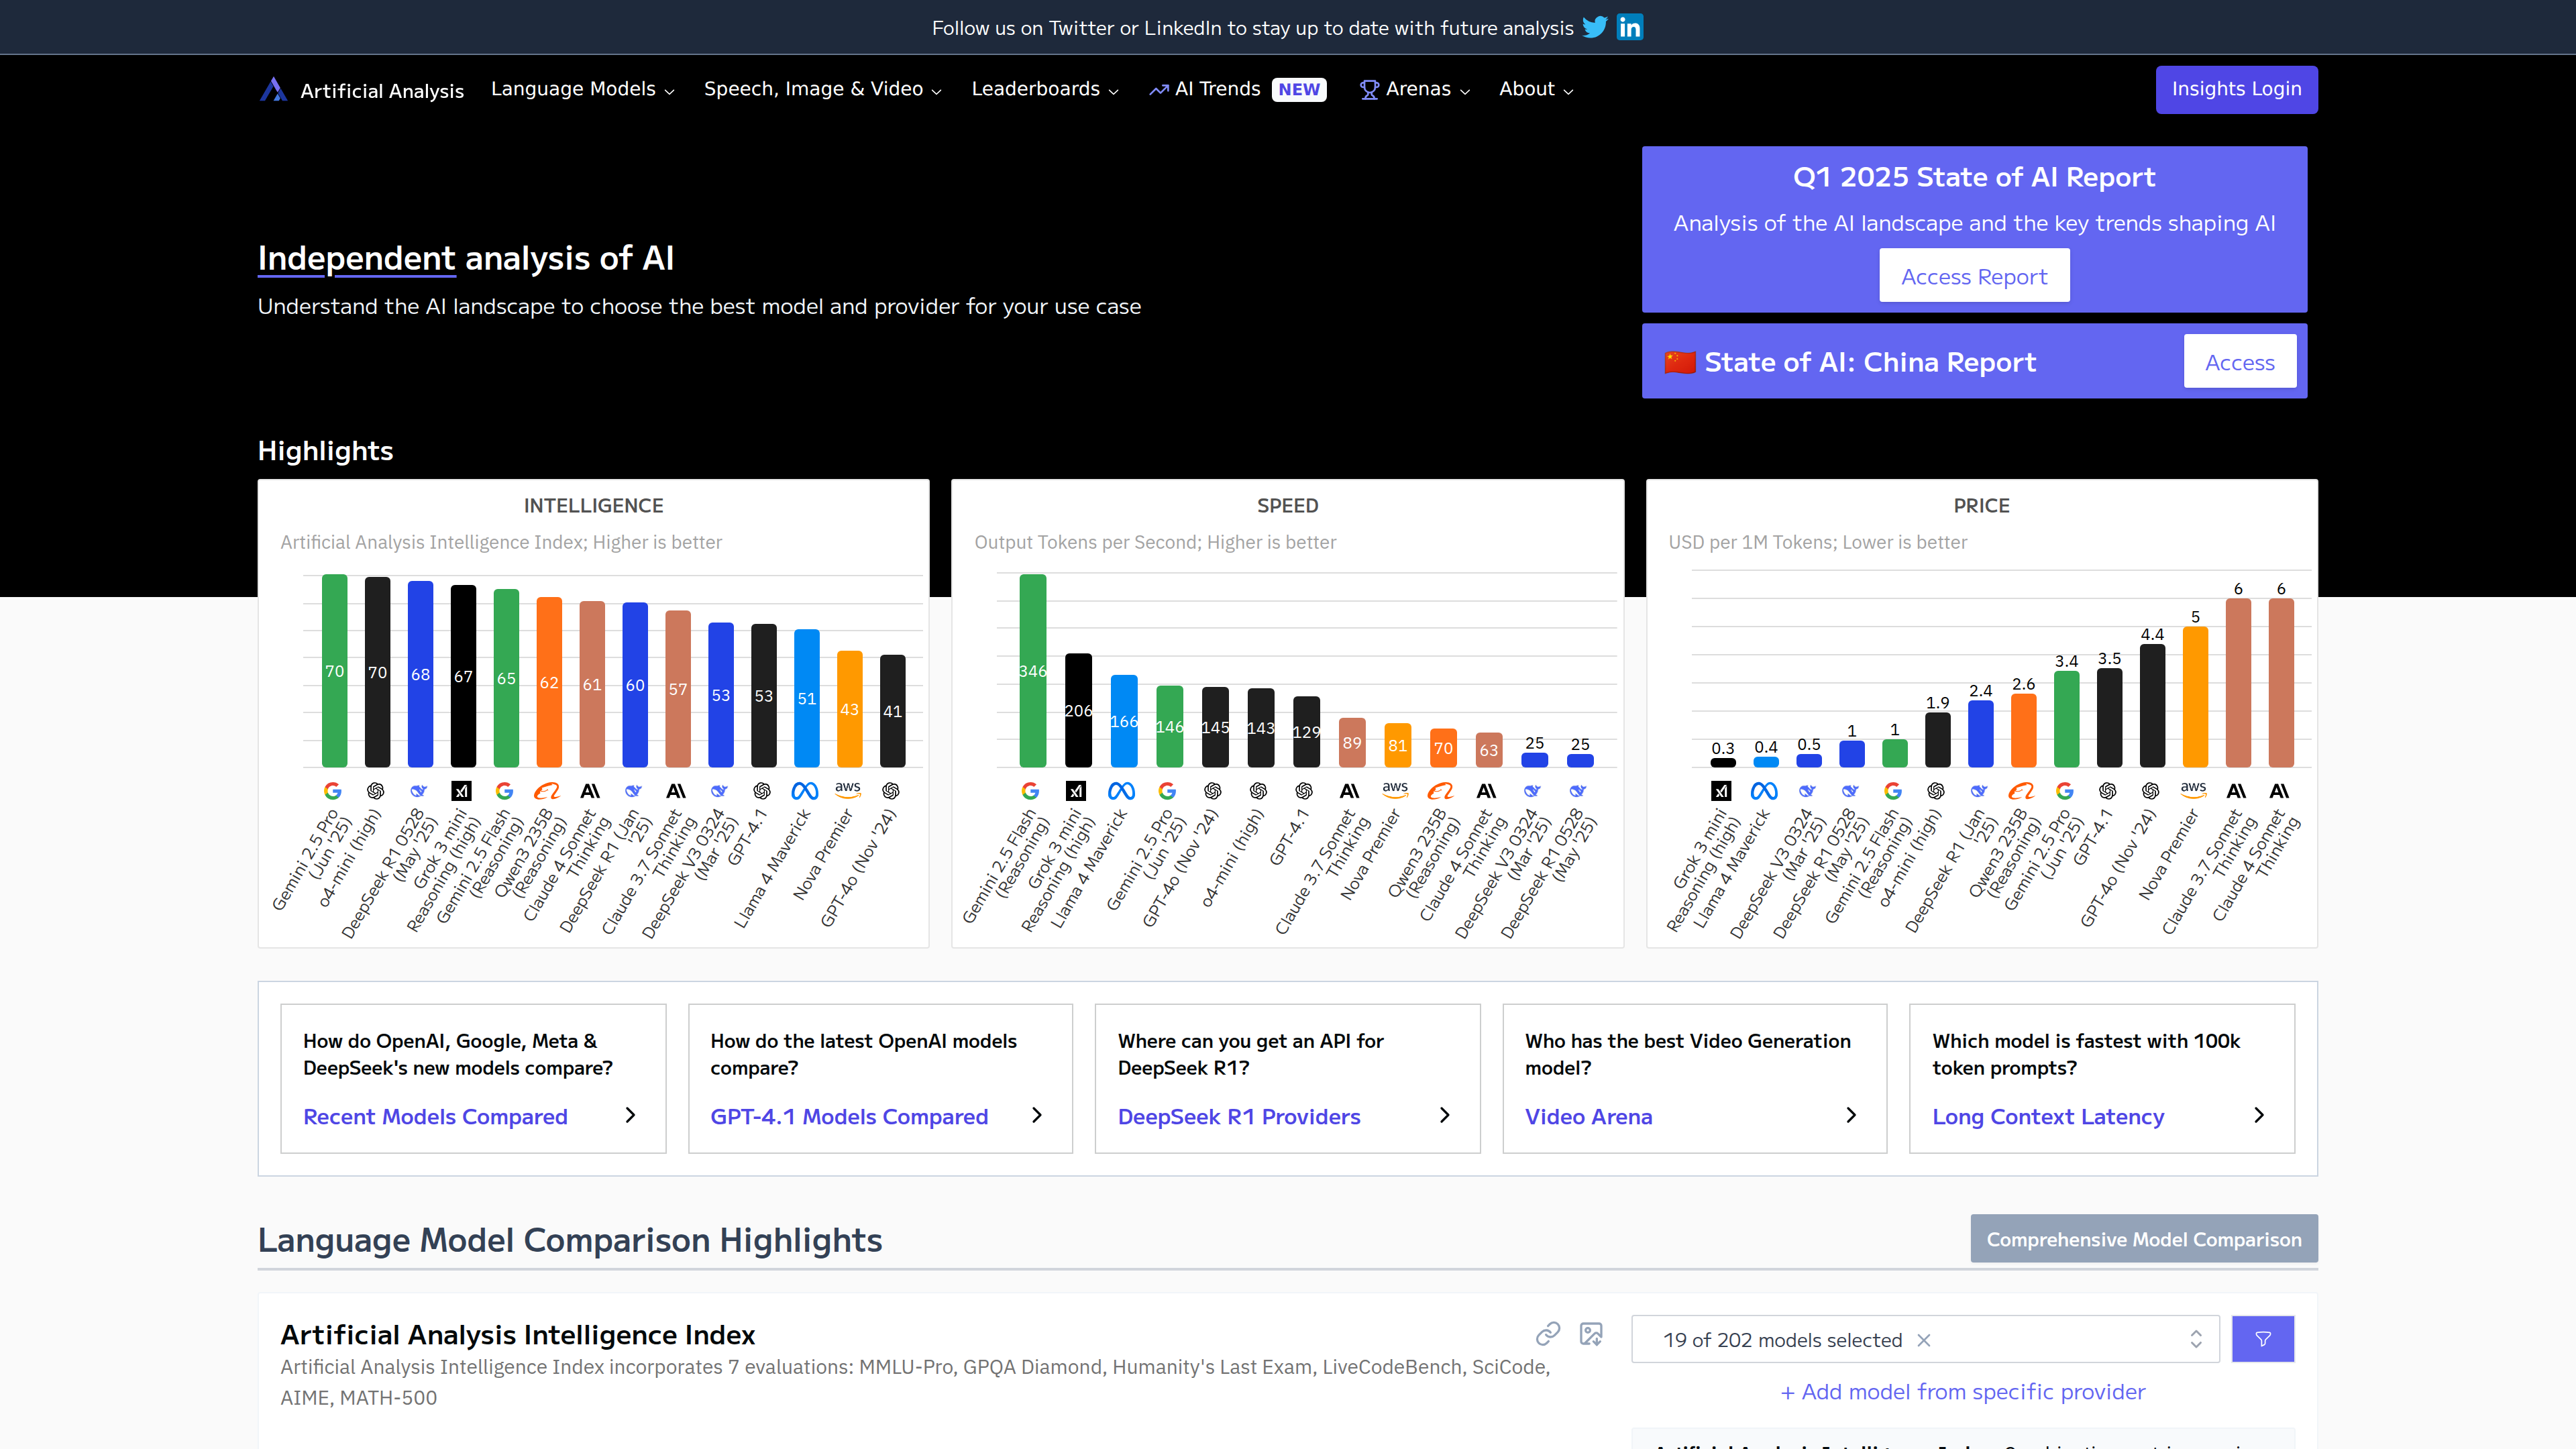 Follow us on Twitter or LinkedIn to stay up to date with future analysis
Artificial Analysis
Language Models
Speech, Image & Video
Leaderboards
AI Trends NEW
Arenas
About
Insights Login
Independent analysis of AI
Understand the AI landscape to choose the best model and provider for your use case
Q1 2025 State of AI Report
Analysis of the AI landscape and the key trends shaping AI
Access Report
State of AI: China Report
Access
Highlights
INTELLIGENCE
Artificial Analysis Intelligence Index; Higher is better
70
70
68
67
65
62
61
60
57
53
53
51
43
41
aws
Gemini 2.5 Pro
(Jun '25)
o4-mini (high)
DeepSeek R1 0528
(May '25)
Grok 3 mini
Reasoning (high)
Gemini 2.5 Flash
(Reasoning)
Qwen3 235B
(Reasoning)
Claude 4 Sonnet
Thinking
DeepSeek R1 (Jan
'25)
Claude 3.7 Sonnet
Thinking
DeepSeek V3 0324
(Mar '25)
GPT-4.1
Llama 4 Maverick
Nova Premier
GPT-4o (Nov '24)
SPEED
Output Tokens per Second; Higher is better
346
206
166
146
145
143
129
89
81
70
63
25
25
aws
Gemini 2.5 Flash
(Reasoning)
Grok 3 mini
Reasoning (high)
Llama 4 Maverick
Gemini 2.5 Pro
(Jun '25)
GPT-4o (Nov '24)
o4-mini (high)
GPT-4.1
Claude 3.7 Sonnet
Thinking
Nova Premier
Qwen3 235B
(Reasoning)
Claude 4 Sonnet
Thinking
DeepSeek V3 0324
(Mar '25)
DeepSeek R1 0528
(May '25)
PRICE
USD per 1M Tokens; Lower is better
0.3
0.4
0.5
1
1
1.9
2.4
2.6
3.4
3.5
4.4
5
6
6
aws
Grok 3 mini
Reasoning (high)
Llama 4 Maverick
DeepSeek V3 0324
(Mar '25)
DeepSeek R1 0528
(May '25)
Gemini 2.5 Flash
(Reasoning)
o4-mini (high)
DeepSeek R1 (Jan
'25)
Qwen3 235B
(Reasoning)
Gemini 2.5 Pro
(Jun '25)
GPT-4.1
GPT-4o (Nov '24)
Nova Premier
Claude 3.7 Sonnet
Thinking
Claude 4 Sonnet
Thinking
How do OpenAI, Google, Meta &
DeepSeek's new models compare?
Recent Models Compared
How do the latest OpenAI models
compare?
GPT-4.1 Models Compared
Where can you get an API for
DeepSeek R1?
DeepSeek R1 Providers
Who has the best Video Generation
model?
Video Arena
Which model is fastest with 100k
token prompts?
Long Context Latency
Language Model Comparison Highlights
Comprehensive Model Comparison
Artificial Analysis Intelligence Index
Artificial Analysis Intelligence Index incorporates 7 evaluations: MMLU-Pro, GPQA Diamond, Humanity's Last Exam, LiveCodeBench, SciCode,
AIME, MATH-500
19 of 202 models selected
+ Add model from specific provider